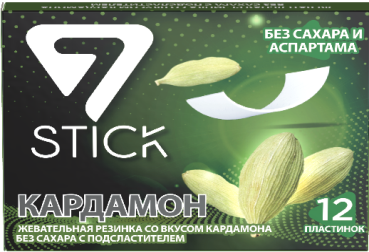 БЕЗ САХАРА И
АСПАРТАМА
7
STICK
КАРДАМОН
ЖЕВАТЕЛЬНАЯ РЕЗИНКА СО ВКУСОМ КАРДАМОНА
БЕЗ САХАРА С ПОДСЛАСТИТЕЛЕМ
12
ПЛАСТИНОК